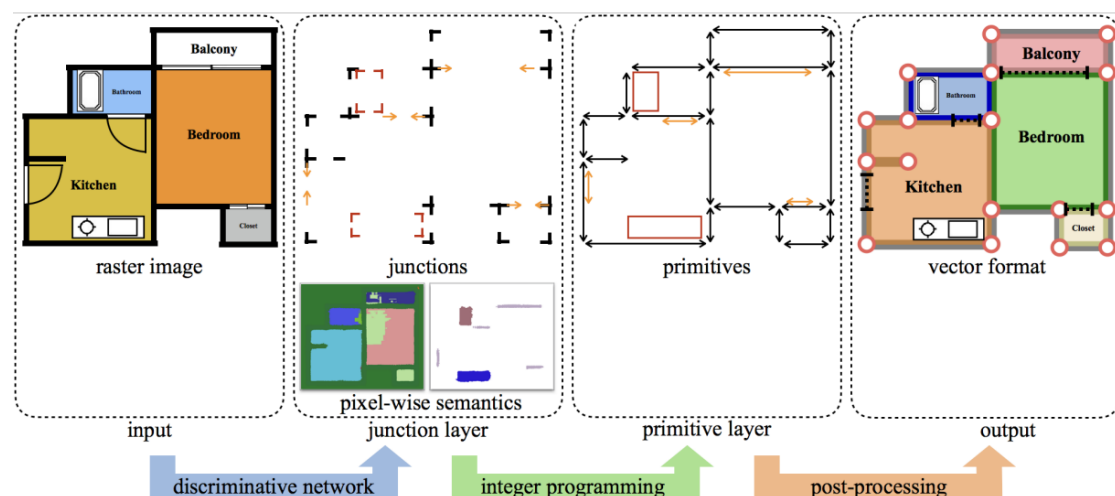 Balcony
Bathroom
Bedroom
Kitchen
Closet
raster image
junctions
pixel-wise semantics
primitives
Balcony
Bathroom
Bedroom
Kitchen
Closet
vector format
input
junction layer
primitive layer
output
discriminative network
integer programming
post-processing